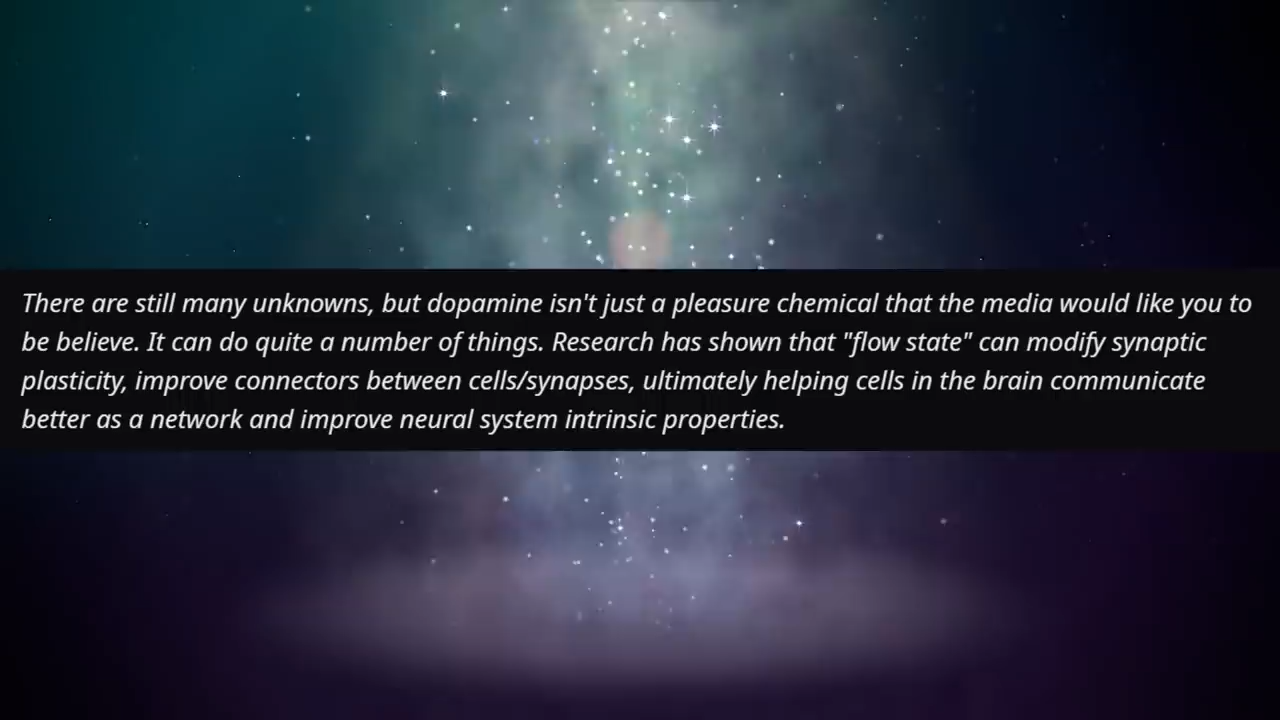 There are still many unknowns, but dopamine isn't just a pleasure chemical that the media would like you to
be believe. It can do quite a number of things. Research has shown that "flow state" can modify synaptic
plasticity, improve connectors between cells/synapses, ultimately helping cells in the brain communicate
better as a network and improve neural system intrinsic properties.